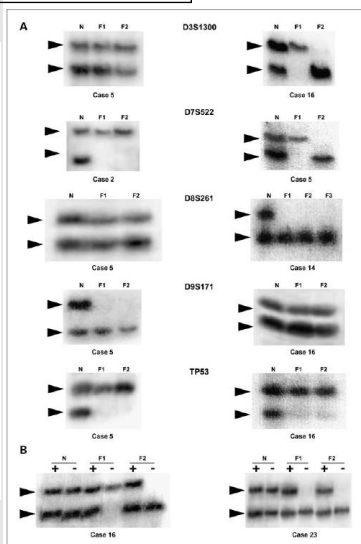 A
D3S1300
N F1 F2
Case 5
N F1 F2
Case 16
D7S522
N F1 F2
Case 2
N F1 F2
Case 5
D8S261
N F1 F2
Case 5
N F1 F2 F3
Case 14
D9S171
N F1 F2
Case 5
N F1 F2
Case 16
TP53
N F1 F2
Case 5
N F1 F2
Case 16
B
N F1 F2
+ - + - + -
Case 16
N F1 F2
+ - + - + -
Case 23